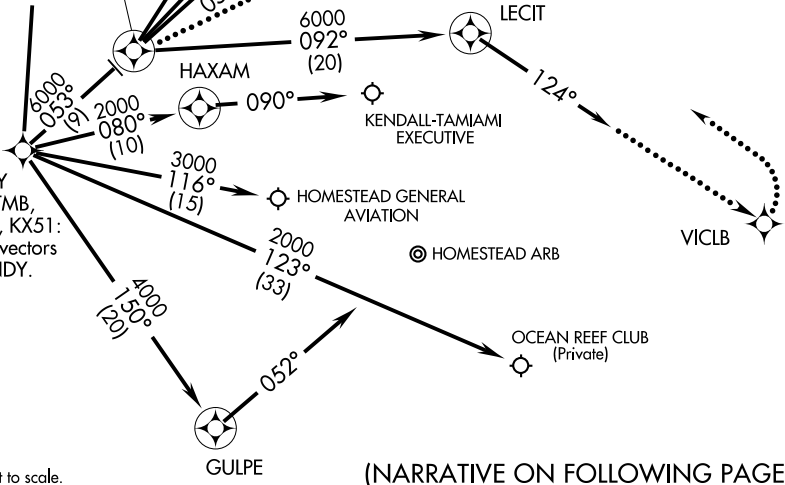 6000
092°
(20)
LECIT
HAXAM
6000
053°
(9)
2000
080°
(10)
090°
124°
KENDALL-TAMIAMI
EXECUTIVE
3000
116°
(15)
HOMESTEAD GENERAL
AVIATION
TMB,
KX51:
vectors
VICLB
HOMESTEAD ARB
2000
123°
(33)
4000
150°
(20)
OCEAN REEF CLUB
(Private)
052°
GULPE
t to scale.
(NARRATIVE ON FOLLOWING PAGE